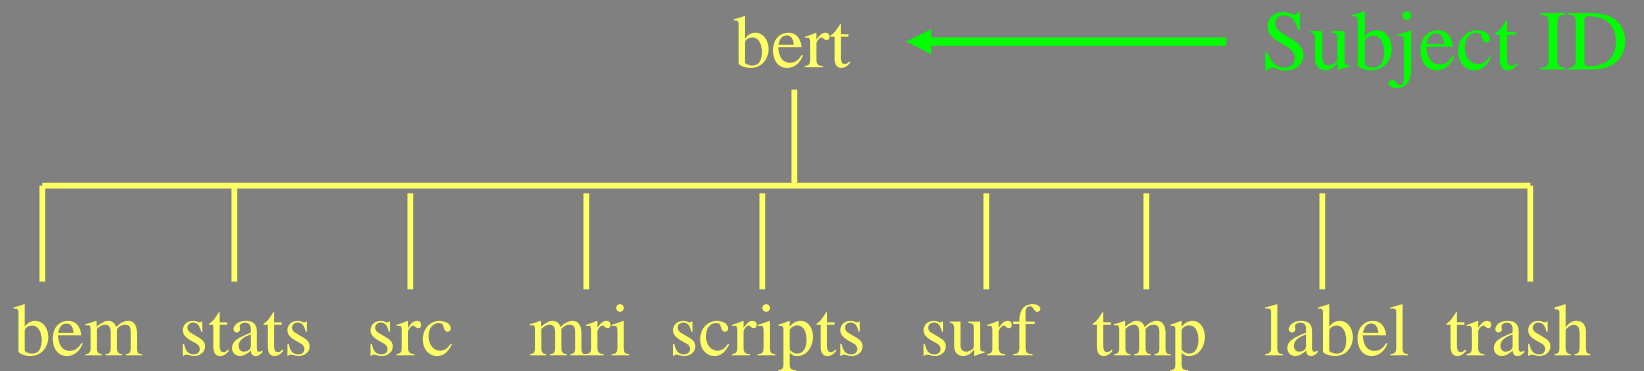 bert Subject ID
bem stats src mri scripts surf tmp label trash